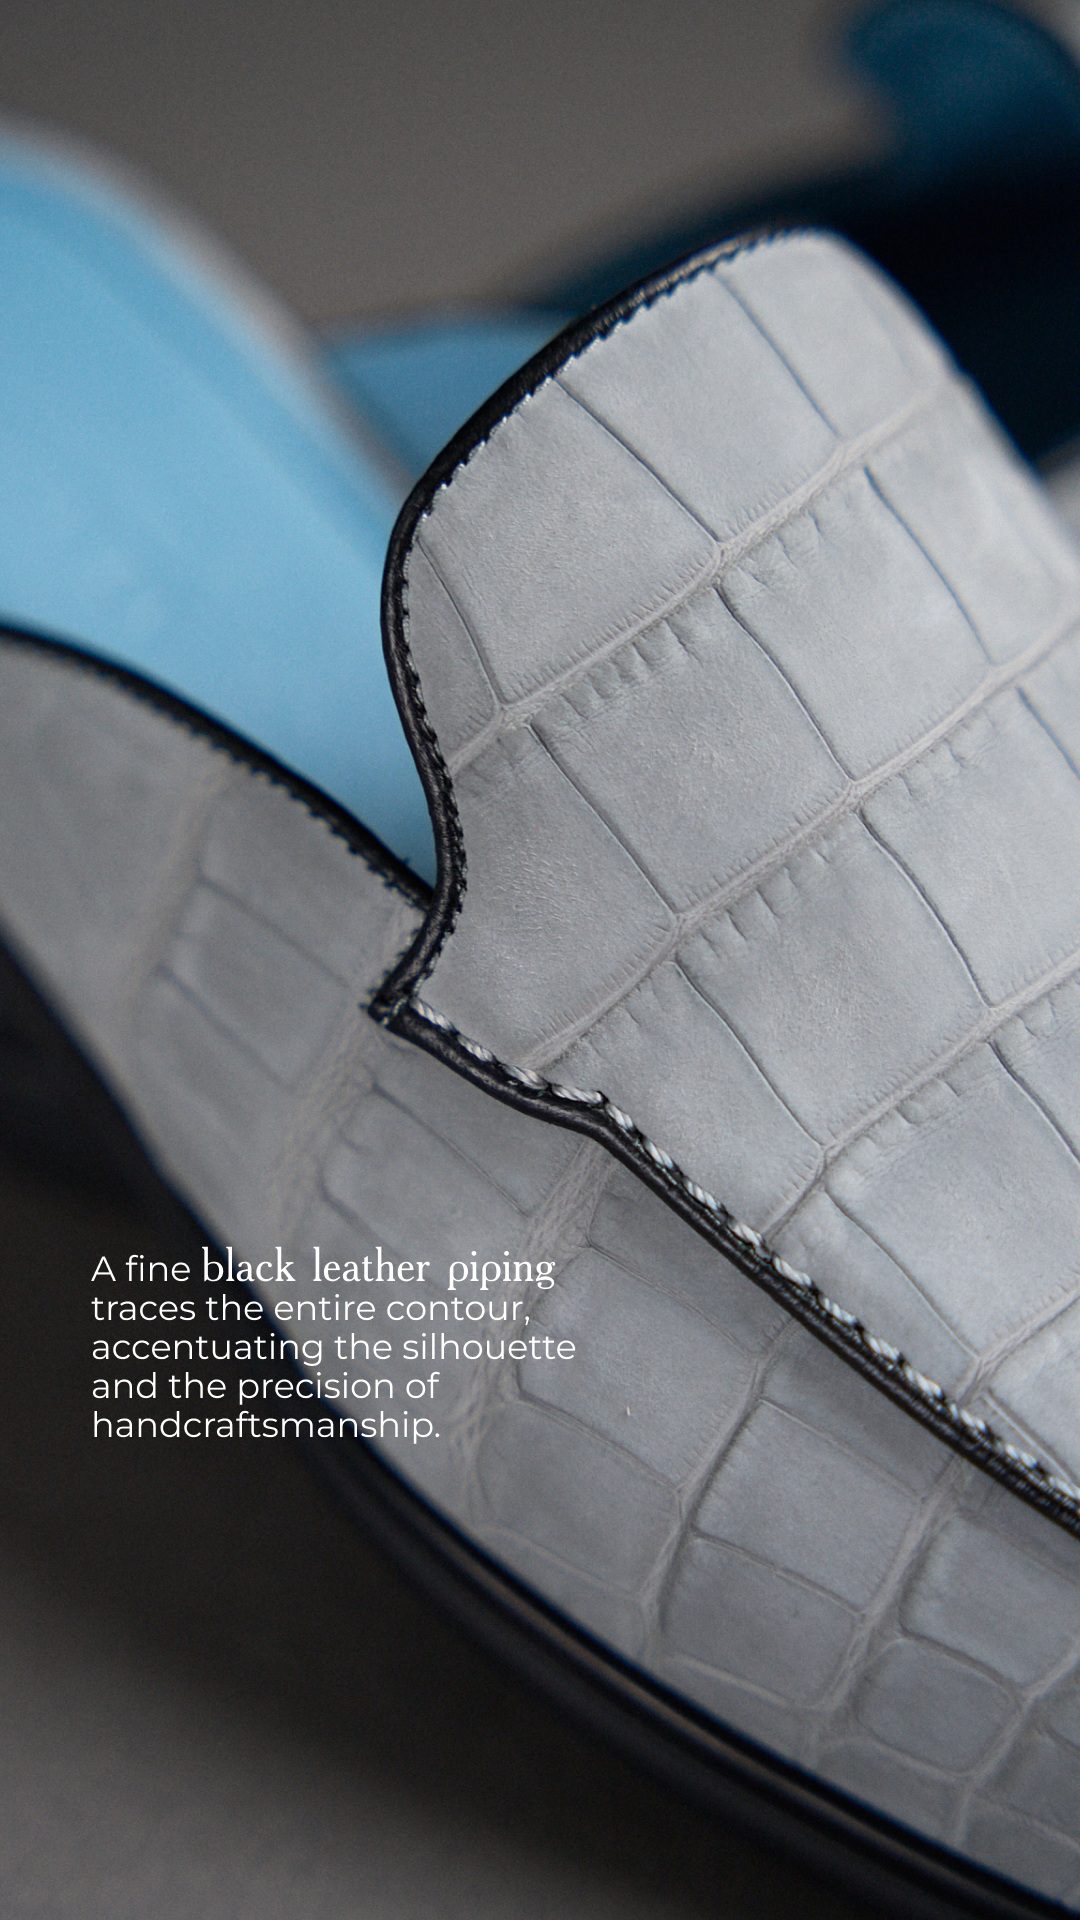 A fine black leather piping
traces the entire contour,
accentuating the silhouette
and the precision of
handcraftsmanship.